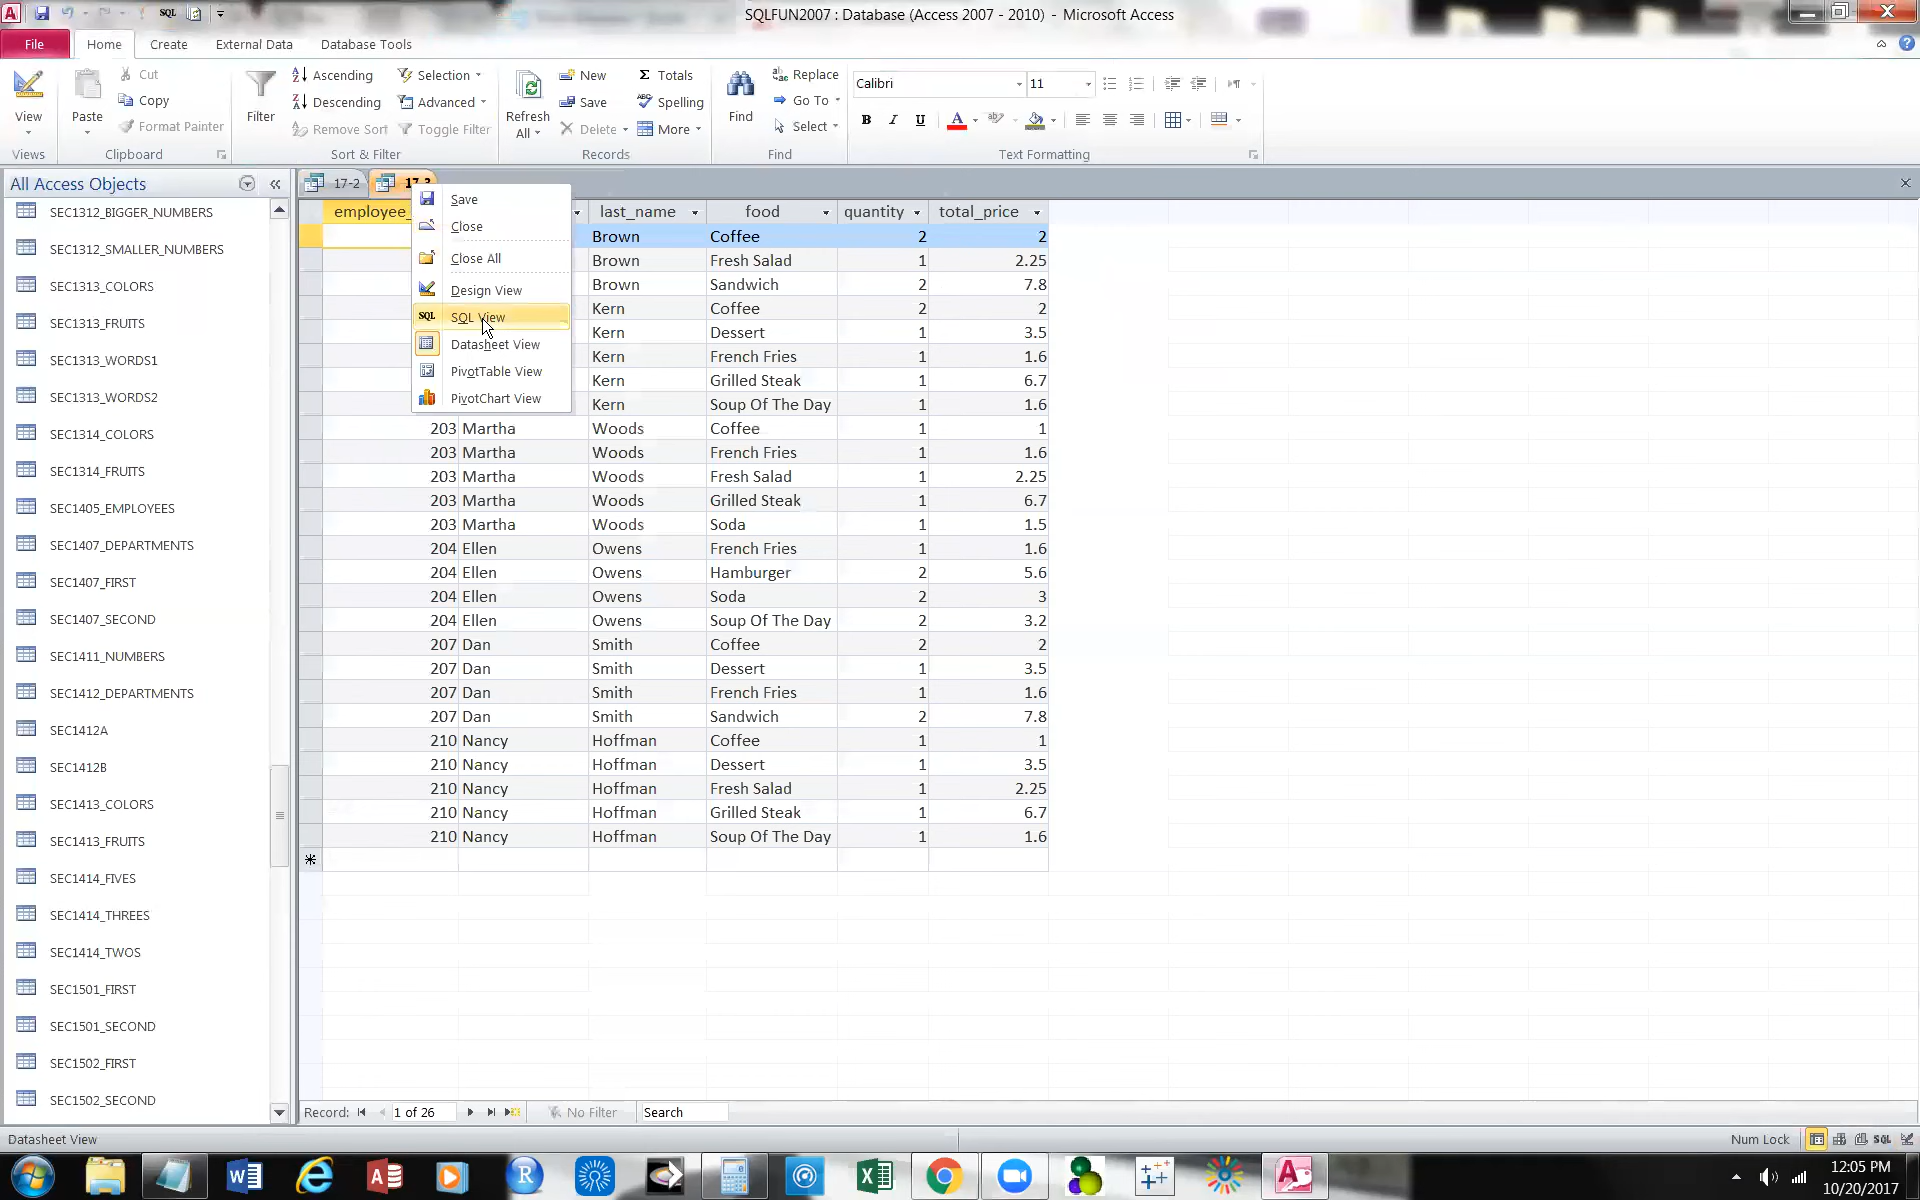 SQL SQLFUN2007 : Database (Access 2007 - 2010) - Microsoft Access
File Home Create External Data Database Tools
View
Views
Paste
Cut
Copy
Format Painter
Clipboard
Filter
Ascending
Descending
Remove Sort
Selection
Advanced
Toggle Filter
Sort & Filter
Refresh
All
New
Save
Delete
Totals
Spelling
More
Records
Find
Replace
Go To
Select
Find
Calibri 11
B I U A
Text Formatting
All Access Objects
SEC1312_BIGGER_NUMBERS
SEC1312_SMALLER_NUMBERS
SEC1313_COLORS
SEC1313_FRUITS
SEC1313_WORDS1
SEC1313_WORDS2
SEC1314_COLORS
SEC1314_FRUITS
SEC1405_EMPLOYEES
SEC1407_DEPARTMENTS
SEC1407_FIRST
SEC1407_SECOND
SEC1411_NUMBERS
SEC1412_DEPARTMENTS
SEC1412A
SEC1412B
SEC1413_COLORS
SEC1413_FRUITS
SEC1414_FIVES
SEC1414_THREES
SEC1414_TWOS
SEC1501_FIRST
SEC1501_SECOND
SEC1502_FIRST
SEC1502_SECOND
17-2 17-3
Save
Close
Close All
Design View
SQL SQL View
Datasheet View
PivotTable View
PivotChart View
employee_ last_name food quantity total_price
Brown Coffee 2 2
Brown Fresh Salad 1 2.25
Brown Sandwich 2 7.8
Kern Coffee 2 2
Kern Dessert 1 3.5
Kern French Fries 1 1.6
Kern Grilled Steak 1 6.7
Kern Soup Of The Day 1 1.6
203 Martha Woods Coffee 1 1
203 Martha Woods French Fries 1 1.6
203 Martha Woods Fresh Salad 1 2.25
203 Martha Woods Grilled Steak 1 6.7
203 Martha Woods Soda 1 1.5
204 Ellen Owens French Fries 1 1.6
204 Ellen Owens Hamburger 2 5.6
204 Ellen Owens Soda 2 3
204 Ellen Owens Soup Of The Day 2 3.2
207 Dan Smith Coffee 2 2
207 Dan Smith Dessert 1 3.5
207 Dan Smith French Fries 1 1.6
207 Dan Smith Sandwich 2 7.8
210 Nancy Hoffman Coffee 1 1
210 Nancy Hoffman Dessert 1 3.5
210 Nancy Hoffman Fresh Salad 1 2.25
210 Nancy Hoffman Grilled Steak 1 6.7
210 Nancy Hoffman Soup Of The Day 1 1.6
Record: 1 of 26 No Filter Search
Datasheet View Num Lock SQL
12:05 PM
10/20/2017